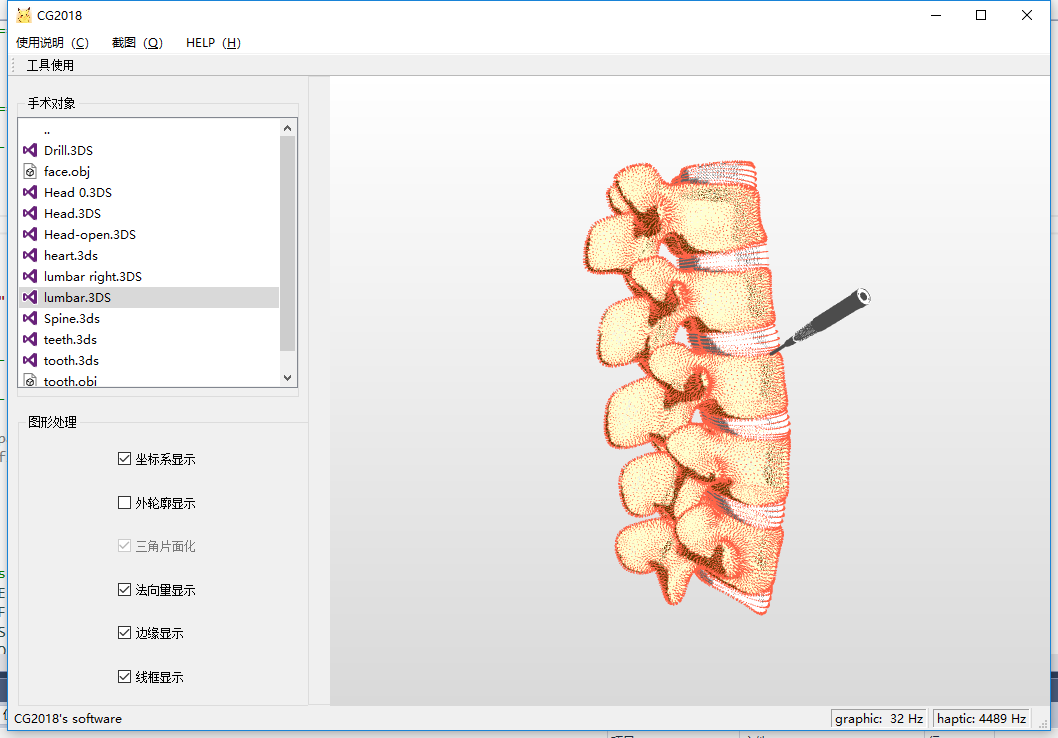 CG2018
使用说明 (C) 截图 (Q) HELP (H)
工具使用
手术对象
..
Drill.3DS
face.obj
Head 0.3DS
Head.3DS
Head-open.3DS
heart.3ds
lumbar right.3DS
lumbar.3DS
Spine.3ds
teeth.3ds
tooth.3ds
tooth.obj
图形处理
坐标系显示
外轮廓显示
三角片面化
法向量显示
边缘显示
线框显示
CG2018's software
graphic: 32 Hz
haptic: 4489 Hz